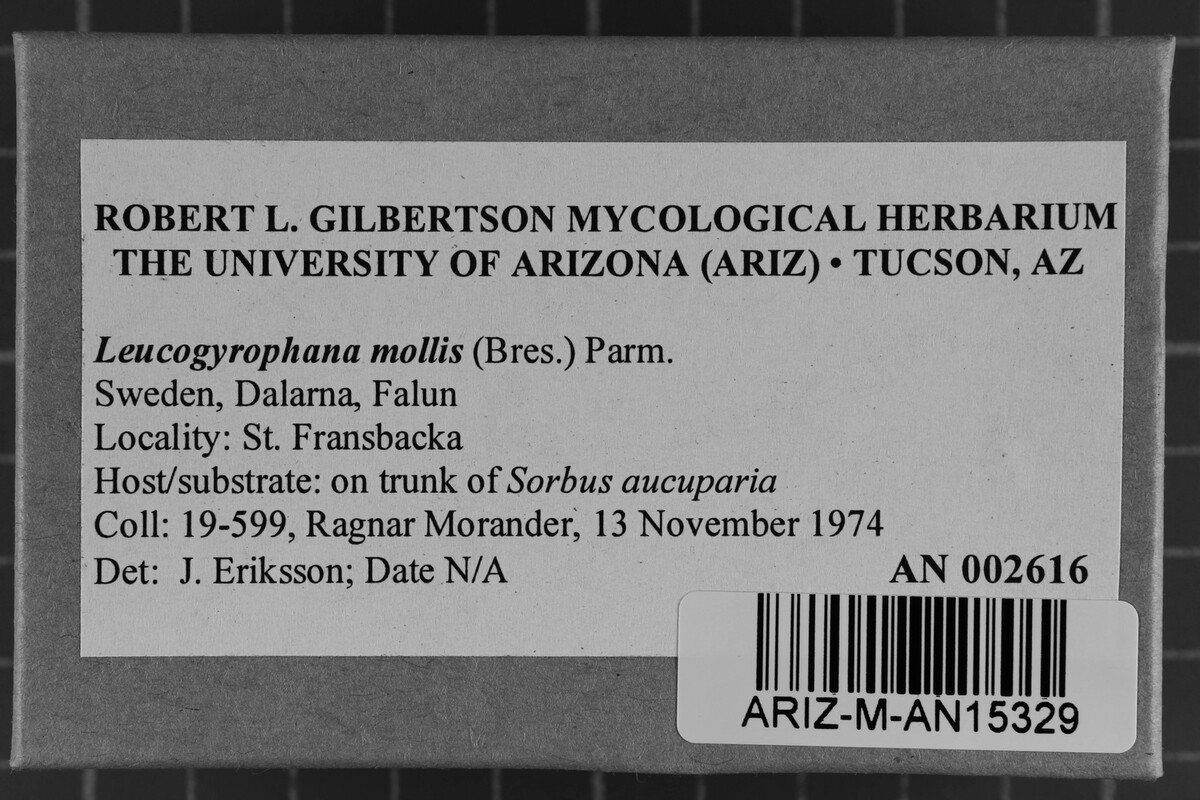 ROBERT L. GILBERTSON MYCOLOGICAL HERBARIUM
THE UNIVERSITY OF ARIZONA (ARIZ) • TUCSON, AZ
Leucogyrophana mollis (Bres.) Parm.
Sweden, Dalarna, Falun
Locality: St. Fransbacka
Host/substrate: on trunk of Sorbus aucuparia
Coll: 19-599, Ragnar Morander, 13 November 1974
Det: J. Eriksson; Date N/A
AN 002616
ARIZ-M-AN15329